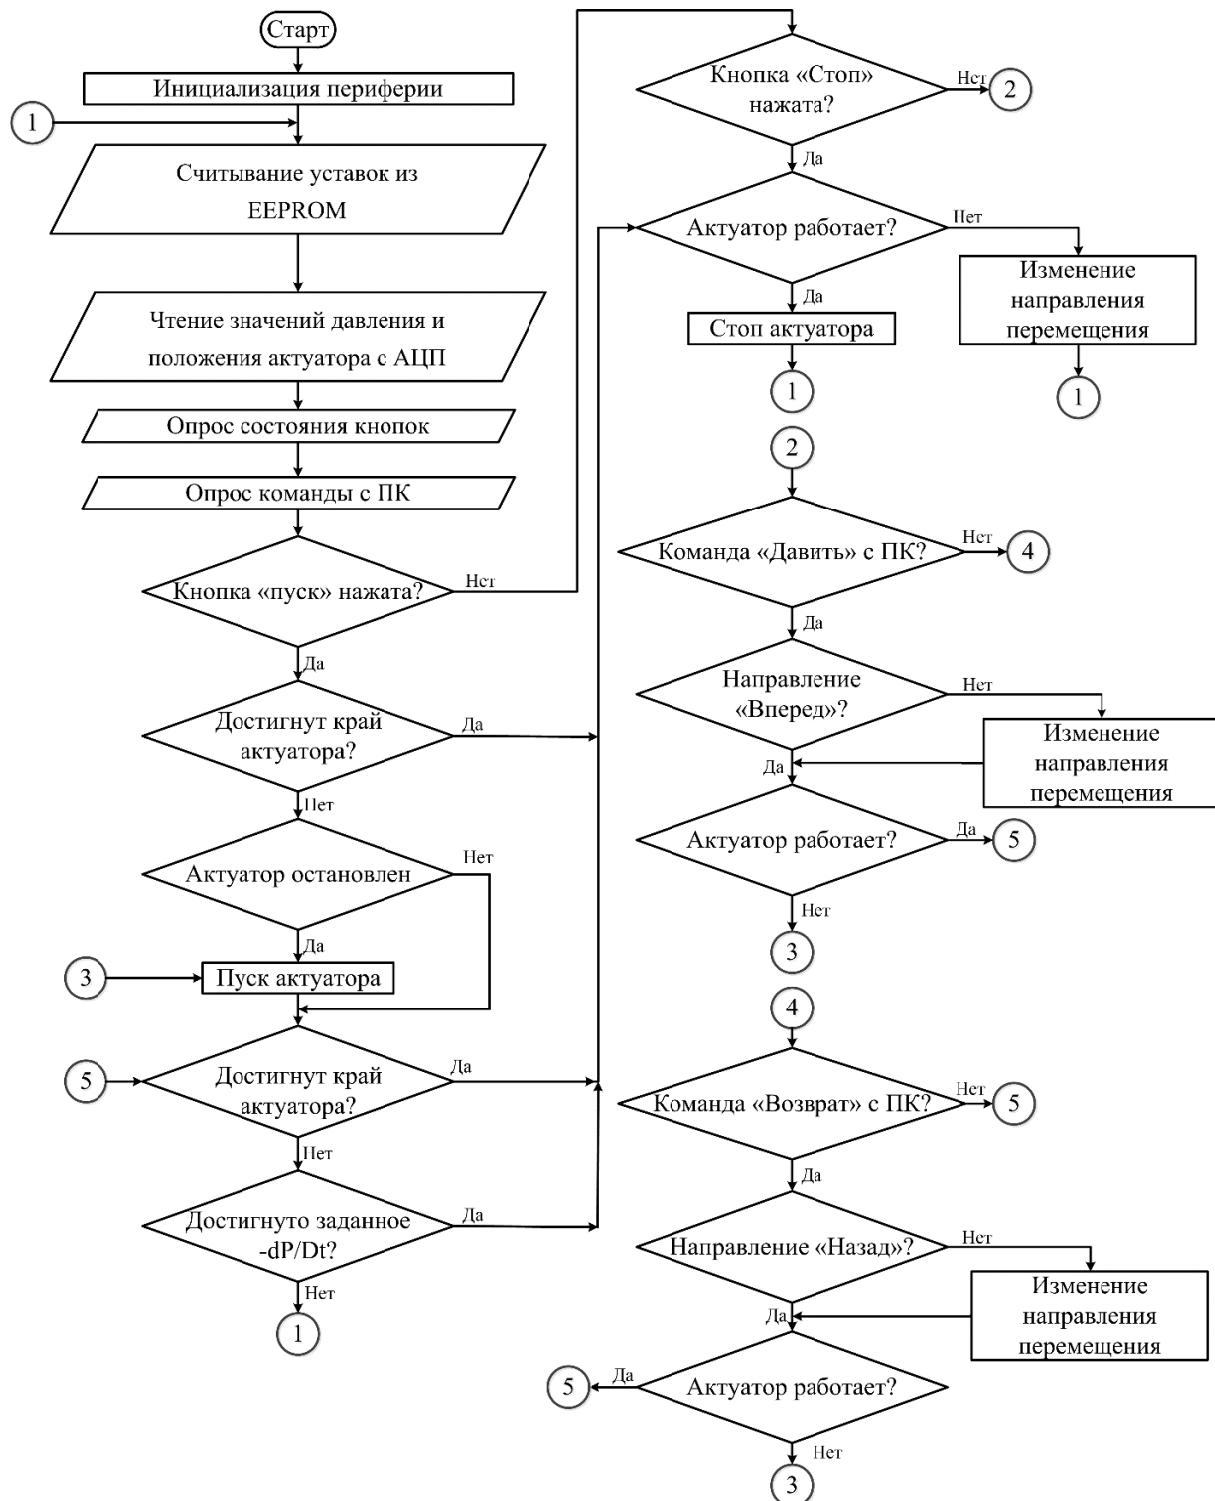 Старт
Инициализация периферии
1
Считывание уставок из
EEPROM
Чтение значений давления и
положения актуатора с АЦП
Опрос состояния кнопок
Опрос команды с ПК
Кнопка «пуск» нажата?
Нет
Да
Достигнут край
актуатора?
Да
Нет
Актуатор остановлен
Нет
Да
3
Пуск актуатора
5
Достигнут край
актуатора?
Да
Нет
Достигнуто заданное
-dP/Dt?
Да
Нет
1
Кнопка «Стоп»
нажата?
Нет
2
Да
Актуатор работает?
Нет
Да
Стоп актуатора
1
Изменение
направления
перемещения
1
2
Команда «Давить» с ПК?
Нет
4
Да
Направление
«Вперед»?
Нет
Изменение
направления
перемещения
Да
Актуатор работает?
Да
5
Нет
3
4
Команда «Возврат» с ПК?
Нет
5
Да
Направление «Назад»?
Нет
Изменение
направления
перемещения
Да
Актуатор работает?
Да
5
Нет
3